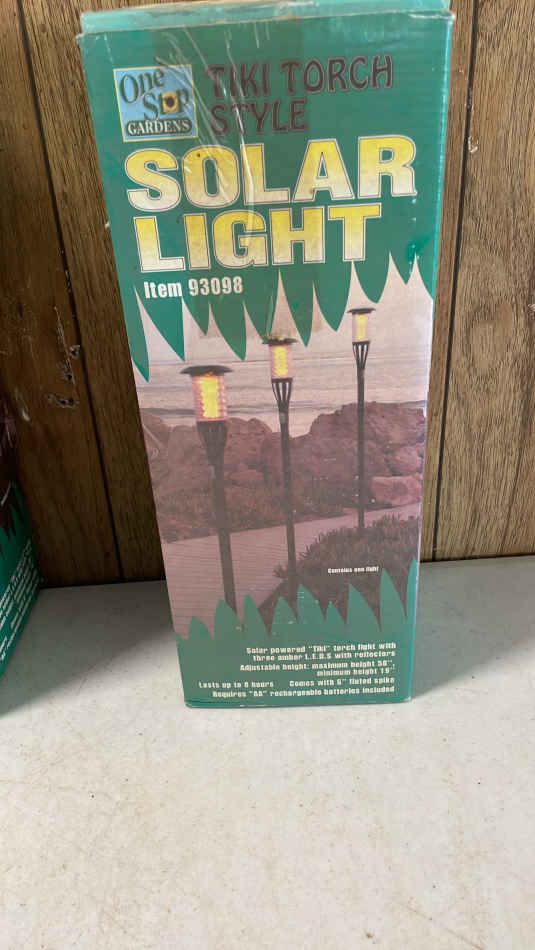 One
Stop
GARDENS
TIKI TORCH
STYLE
SOLAR
LIGHT
Item 93098
Contains one light
Solar powered "Tiki" torch light with
three amber L.E.D.S with reflectors
Adjustable height: maximum height 56",
minimum height 15".
Lasts up to 8 hours Comes with 6" fluted spike
Requires "AA" rechargeable batteries included